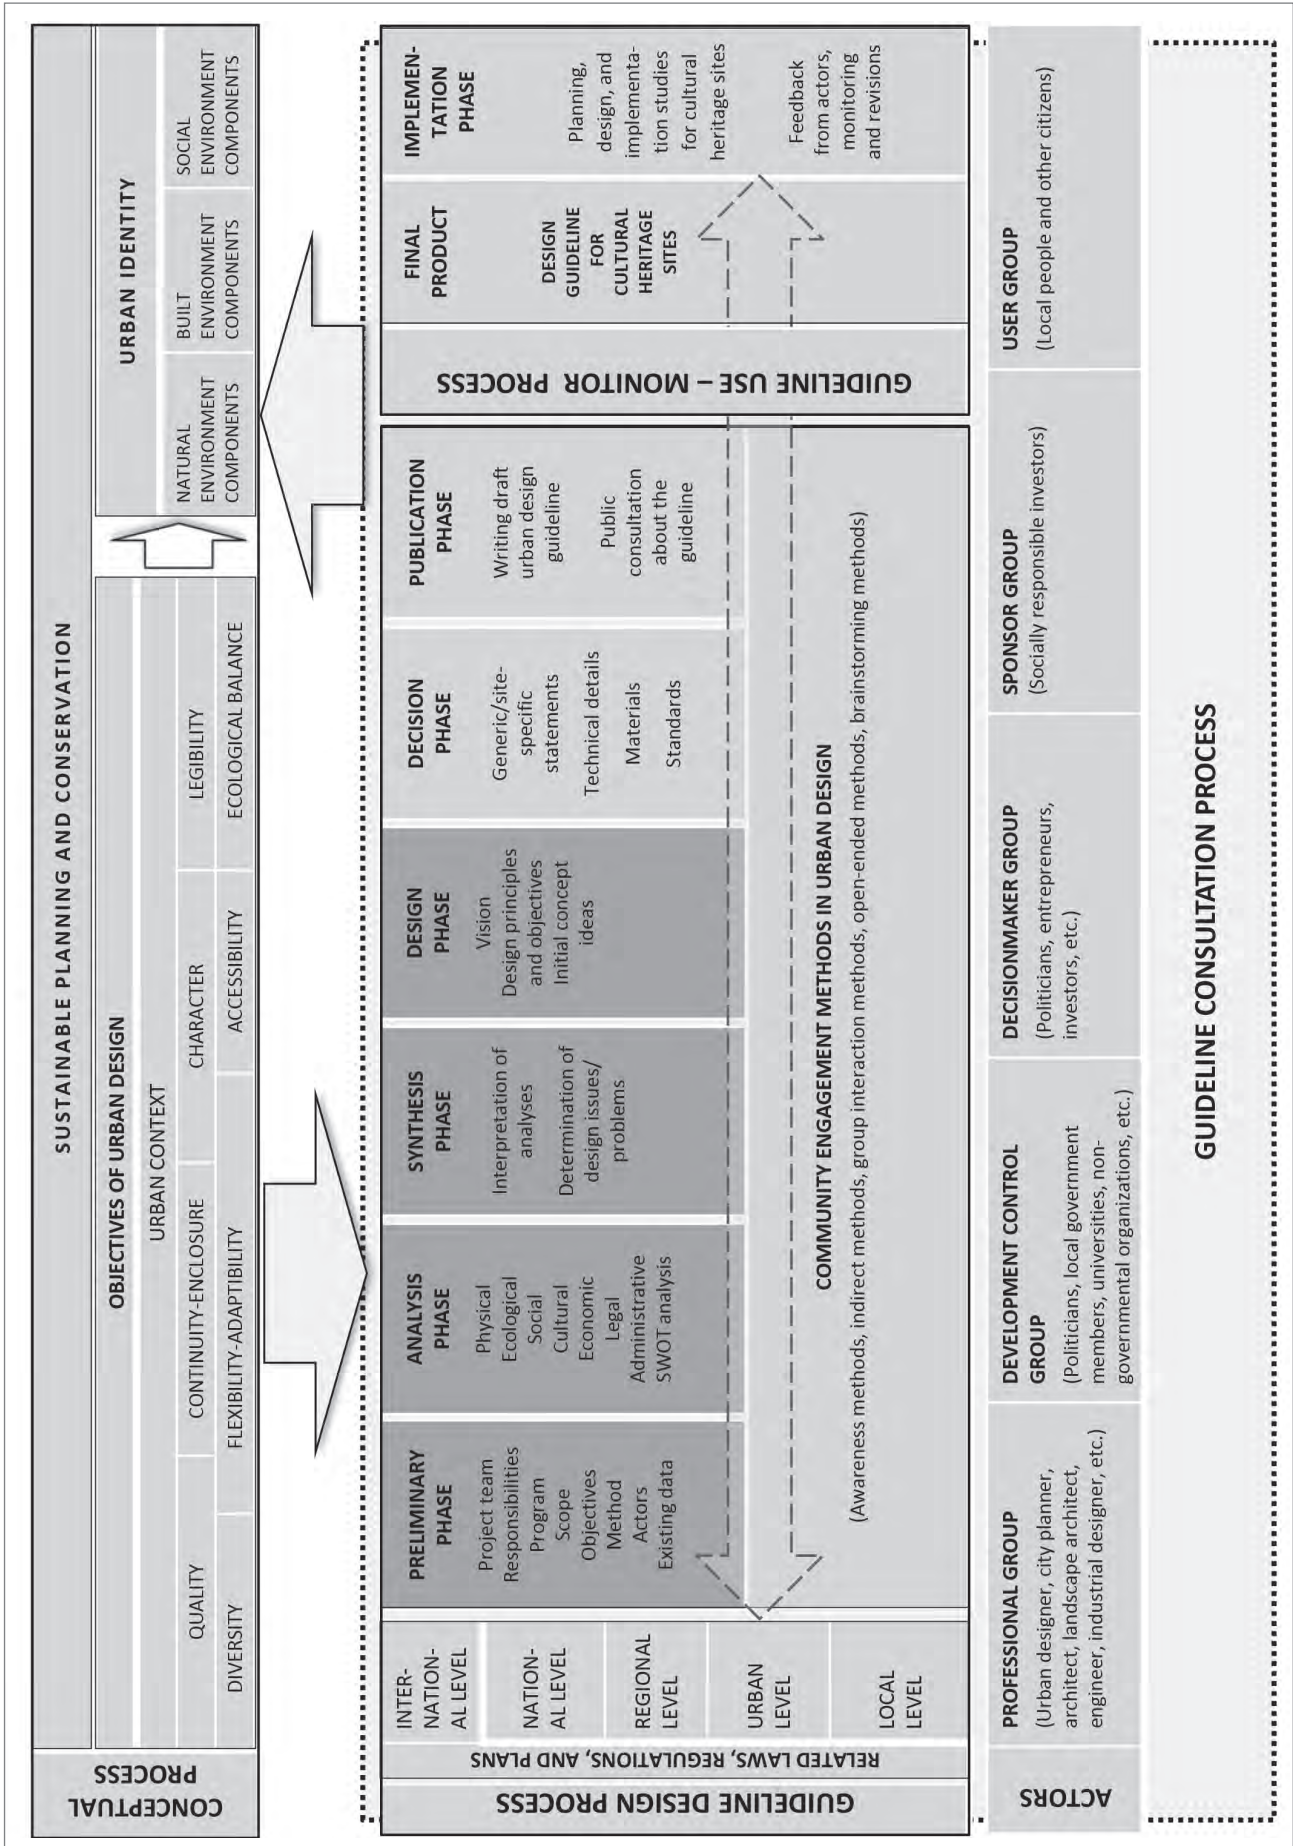 CONCEPTUAL
PROCESS
SUSTAINABLE PLANNING AND CONSERVATION
OBJECTIVES OF URBAN DESIGN
URBAN CONTEXT
QUALITY
CONTINUITY-ENCLOSURE
CHARACTER
LEGIBILITY
DIVERSITY
FLEXIBILITY-ADAPTIBILITY
ACCESSIBILITY
ECOLOGICAL BALANCE
URBAN IDENTITY
NATURAL
ENVIRONMENT
COMPONENTS
BUILT
ENVIRONMENT
COMPONENTS
SOCIAL
ENVIRONMENT
COMPONENTS
GUIDELINE DESIGN PROCESS
RELATED LAWS, REGULATIONS, AND PLANS
INTER-
NATION-
AL LEVEL
NATION-
AL LEVEL
REGIONAL
LEVEL
URBAN
LEVEL
LOCAL
LEVEL
PRELIMINARY
PHASE
Project team
Responsibilities
Program
Scope
Objectives
Method
Actors
Existing data
ANALYSIS
PHASE
Physical
Ecological
Social
Cultural
Economic
Legal
Administrative
SWOT analysis
SYNTHESIS
PHASE
Interpretation of
analyses
Determination of
design issues/
problems
DESIGN
PHASE
Vision
Design principles
and objectives
Initial concept
ideas
DECISION
PHASE
Generic/site-
specific
statements
Technical details
Materials
Standards
PUBLICATION
PHASE
Writing draft
urban design
guideline
Public
consultation
about the
guideline
COMMUNITY ENGAGEMENT METHODS IN URBAN DESIGN
(Awareness methods, indirect methods, group interaction methods, open-ended methods, brainstorming methods)
GUIDELINE USE – MONITOR PROCESS
FINAL
PRODUCT
DESIGN
GUIDELINE
FOR
CULTURAL
HERITAGE
SITES
IMPLEMEN-
TATION
PHASE
Planning,
design, and
implementa-
tion studies
for cultural
heritage sites
Feedback
from actors,
monitoring
and revisions
ACTORS
PROFESSIONAL GROUP
(Urban designer, city planner,
architect, landscape architect,
engineer, industrial designer, etc.)
DEVELOPMENT CONTROL
GROUP
(Politicians, local government
members, universities, non-
governmental organizations, etc.)
DECISIONMAKER GROUP
(Politicians, entrepreneurs,
investors, etc.)
SPONSOR GROUP
(Socially responsible investors)
USER GROUP
(Local people and other citizens)
GUIDELINE CONSULTATION PROCESS